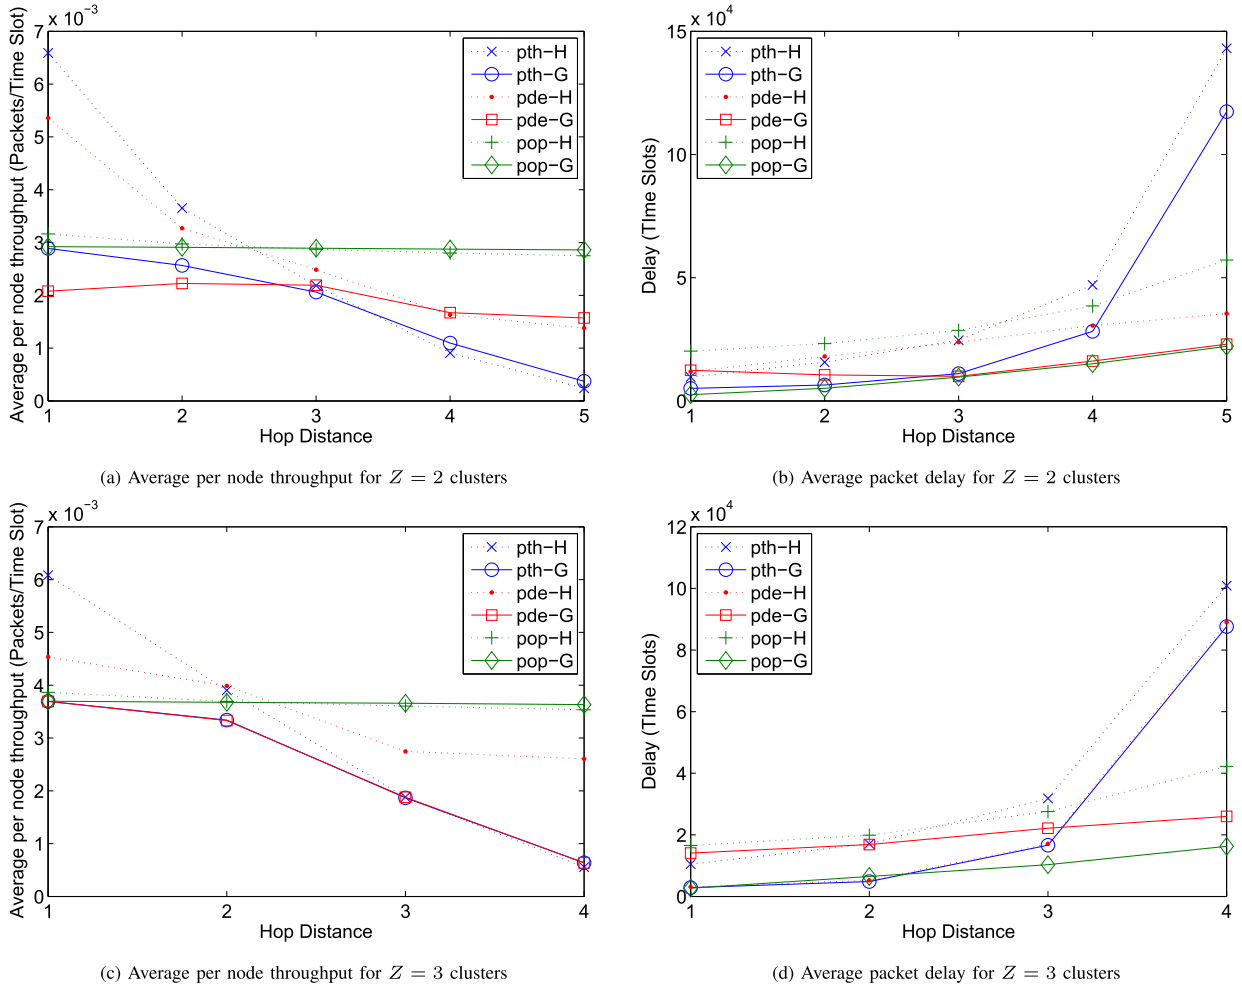 x 10⁻³
Average per node throughput (Packets/Time Slot)
7
6
5
4
3
2
1
0
1 2 3 4 5
Hop Distance
pth−H
pth−G
pde−H
pde−G
pop−H
pop−G
(a) Average per node throughput for Z = 2 clusters
x 10⁴
Delay (TIme Slots)
15
10
5
0
1 2 3 4 5
Hop Distance
pth−H
pth−G
pde−H
pde−G
pop−H
pop−G
(b) Average packet delay for Z = 2 clusters
x 10⁻³
Average per node throughput (Packets/Time Slot)
7
6
5
4
3
2
1
0
1 2 3 4
Hop Distance
pth−H
pth−G
pde−H
pde−G
pop−H
pop−G
(c) Average per node throughput for Z = 3 clusters
x 10⁴
Delay (TIme Slots)
12
10
8
6
4
2
0
1 2 3 4
Hop Distance
pth−H
pth−G
pde−H
pde−G
pop−H
pop−G
(d) Average packet delay for Z = 3 clusters